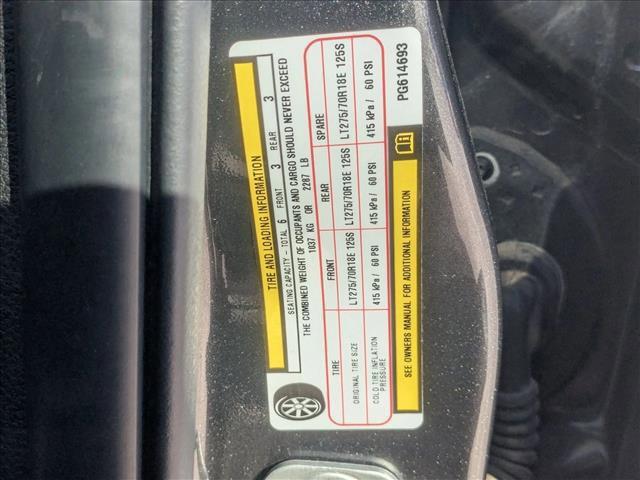 TIRE AND LOADING INFORMATION
SEATING CAPACITY - TOTAL 6 FRONT 3 REAR 3
THE COMBINED WEIGHT OF OCCUPANTS AND CARGO SHOULD NEVER EXCEED
1037 KG OR 2287 LB
TIRE FRONT REAR SPARE
ORIGINAL TIRE SIZE LT275/70R18E 125S LT275/70R18E 125S LT275/70R18E 125S
COLD TIRE INFLATION
PRESSURE 415 kPa / 60 PSI 415 kPa / 60 PSI 415 kPa / 60 PSI
SEE OWNERS MANUAL FOR ADDITIONAL INFORMATION
PG614693